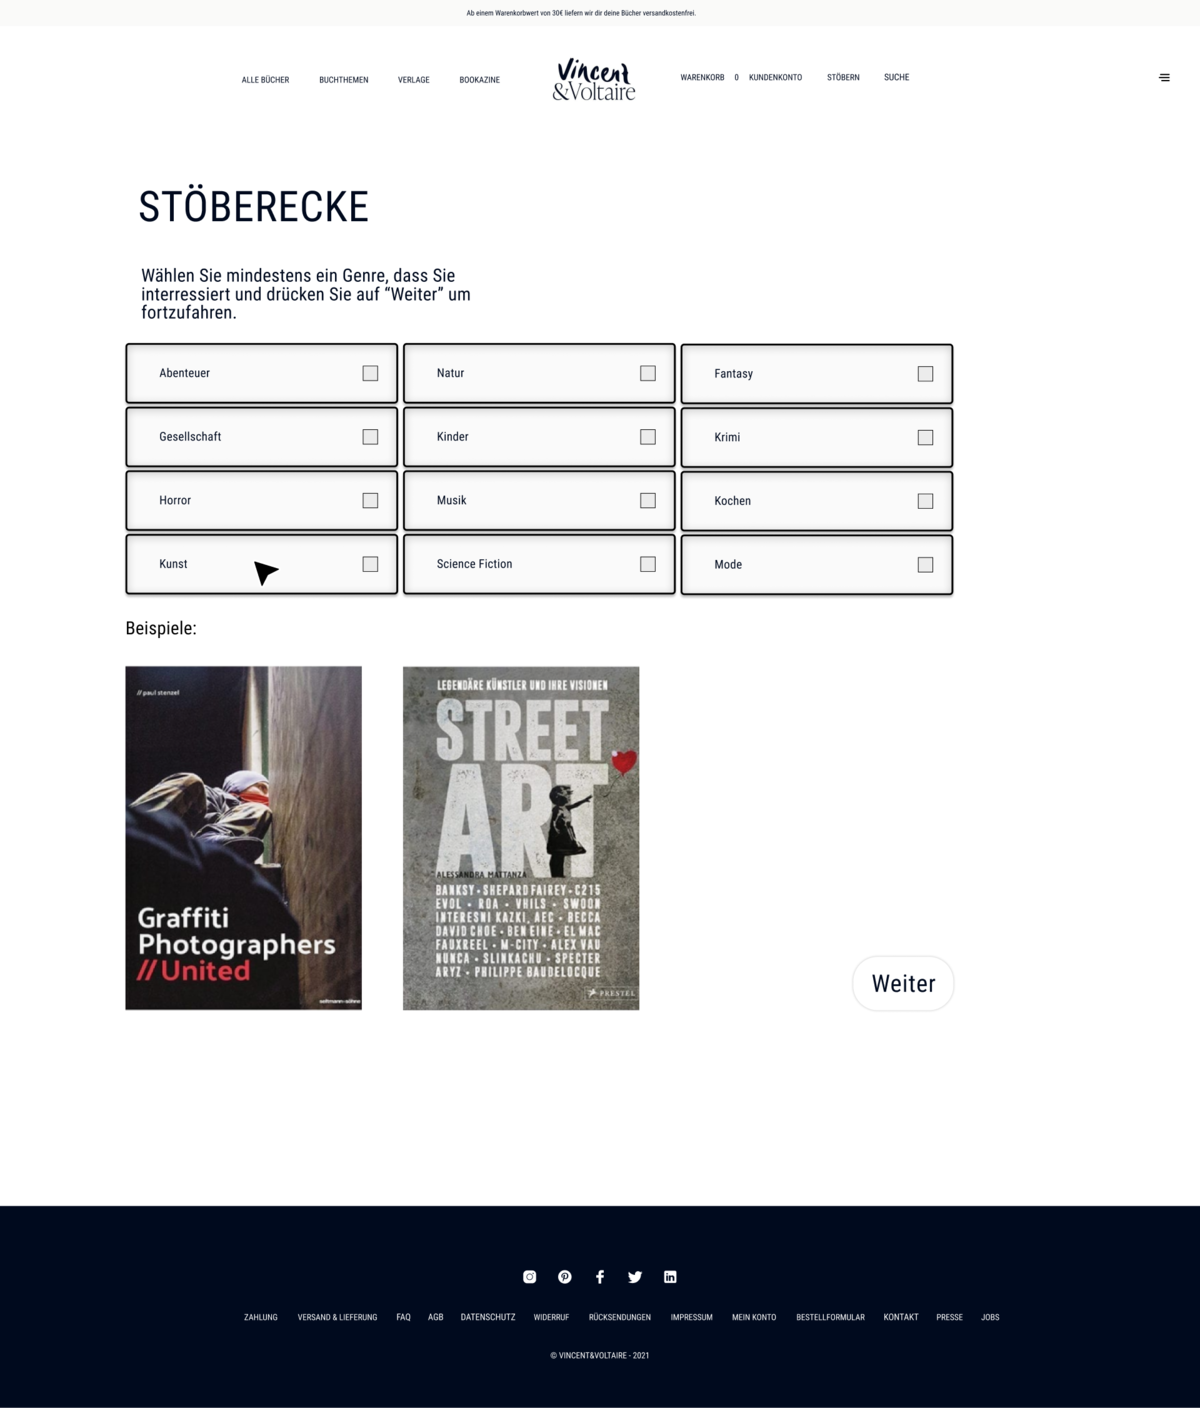 Ab einem Warenkorbwert von 30€ liefern wir dir deine Bücher versandkostenfrei.
ALLE BÜCHER BUCHTHEMEN VERLAGE BOOKAZINE
Vincent
&Voltaire
WARENKORB 0 KUNDENKONTO STÖBERN SUCHE
STÖBERECKE
Wählen Sie mindestens ein Genre, dass Sie
interressiert und drücken Sie auf “Weiter” um
fortzufahren.
Abenteuer Natur Fantasy
Gesellschaft Kinder Krimi
Horror Musik Kochen
Kunst Science Fiction Mode
Beispiele:
// paul stenzel
Graffiti
Photographers
//United
LEGENDÄRE KÜNSTLER UND IHRE VISIONEN
STREET
ART
ALESSANDRA MATTANZA
BANKSY • SHEPARD FAIREY • C215
EVOL • ROA • VHILS • SWOON
INTERESNI KAZKI, AEC • BECCA
DAVID CHOE • BEN EINE • EL MAC
FAUXREEL • M-CITY • ALEX VAU
NUNCA • SLINKACHU • SPECTER
ARYZ • PHILIPPE BAUDELOCQUE
PRESTEL
Weiter
ZAHLUNG VERSAND & LIEFERUNG FAQ AGB DATENSCHUTZ WIDERRUF RÜCKSENDUNGEN IMPRESSUM MEIN KONTO BESTELLFORMULAR KONTAKT PRESSE JOBS
© VINCENT&VOLTAIRE - 2021